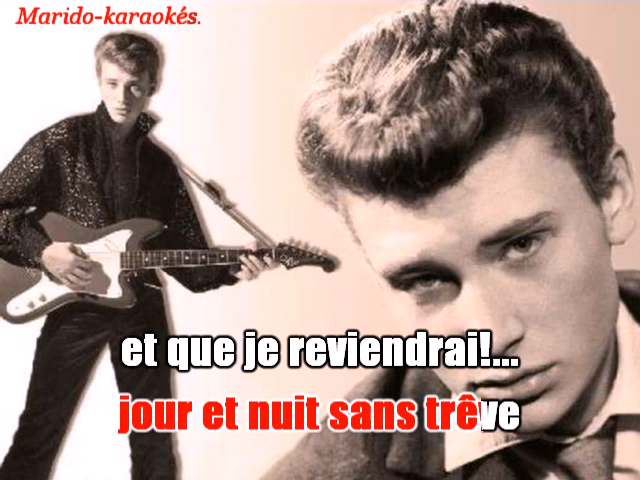 Marido-karaokés.
et que je reviendrai!...
jour et nuit sans trêve